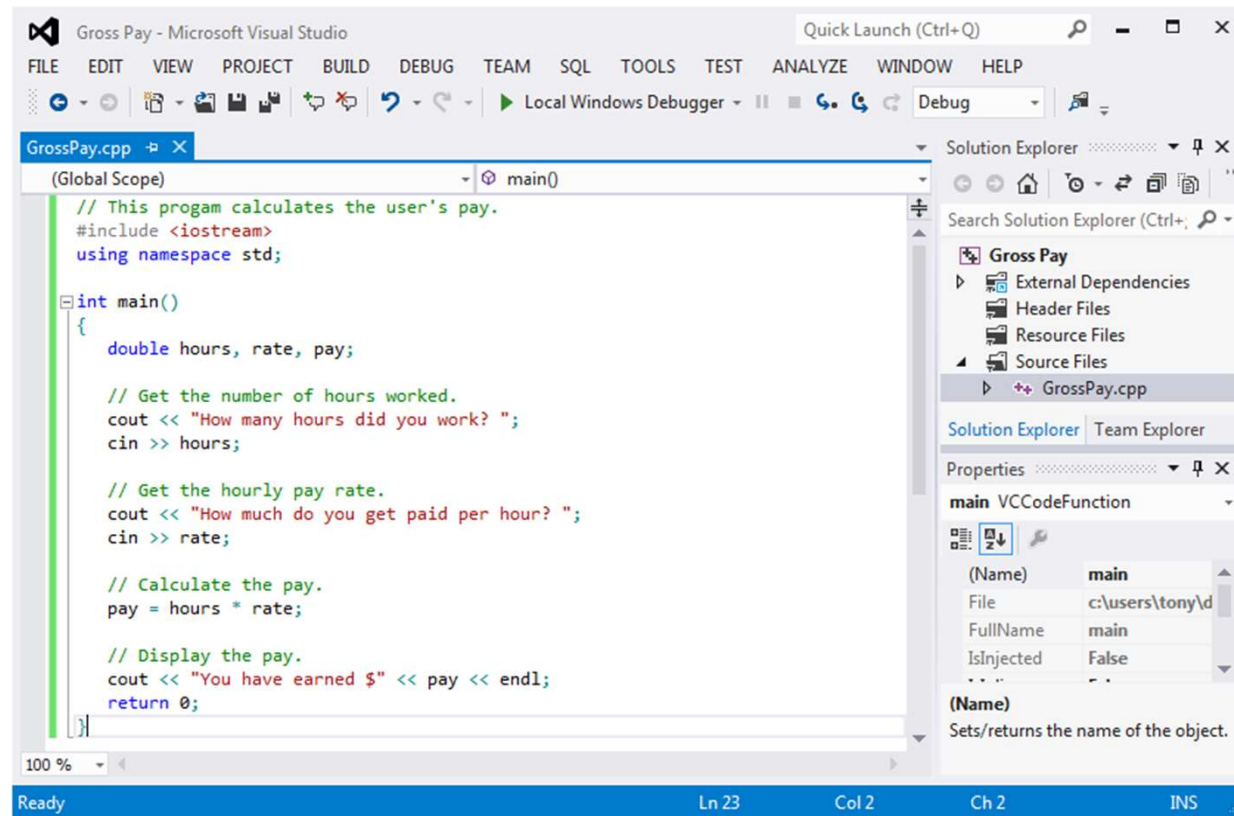 Gross Pay - Microsoft Visual Studio
Quick Launch (Ctrl+Q)
FILE EDIT VIEW PROJECT BUILD DEBUG TEAM SQL TOOLS TEST ANALYZE WINDOW HELP
Local Windows Debugger
Debug
GrossPay.cpp
(Global Scope)
main()
// This progam calculates the user's pay.
#include <iostream>
using namespace std;
int main()
{
double hours, rate, pay;
// Get the number of hours worked.
cout << "How many hours did you work? ";
cin >> hours;
// Get the hourly pay rate.
cout << "How much do you get paid per hour? ";
cin >> rate;
// Calculate the pay.
pay = hours * rate;
// Display the pay.
cout << "You have earned $" << pay << endl;
return 0;
}
100 %
Solution Explorer
Search Solution Explorer (Ctrl+;
Gross Pay
External Dependencies
Header Files
Resource Files
Source Files
GrossPay.cpp
Solution Explorer Team Explorer
Properties
main VCCodeFunction
(Name) main
File c:\users\tony\d
FullName main
IsInjected False
(Name)
Sets/returns the name of the object.
Ready Ln 23 Col 2 Ch 2 INS